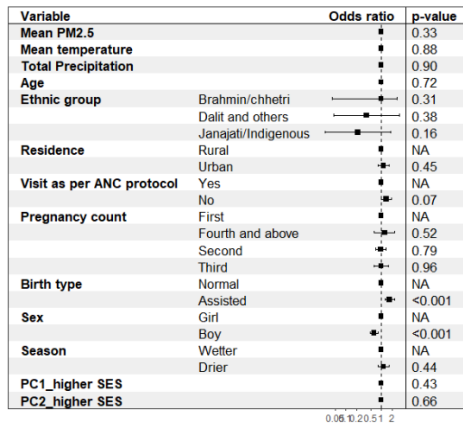 Variable Odds ratio p-value
Mean PM2.5 0.33
Mean temperature 0.88
Total Precipitation 0.90
Age 0.72
Ethnic group Brahmin/chhetri 0.31
Dalit and others 0.38
Janajati/Indigenous 0.16
Residence Rural NA
Urban 0.45
Visit as per ANC protocol Yes NA
No 0.07
Pregnancy count First NA
Fourth and above 0.52
Second 0.79
Third 0.96
Birth type Normal NA
Assisted <0.001
Sex Girl NA
Boy <0.001
Season Wetter NA
Drier 0.44
PC1_higher SES 0.43
PC2_higher SES 0.66
0.5 1 2